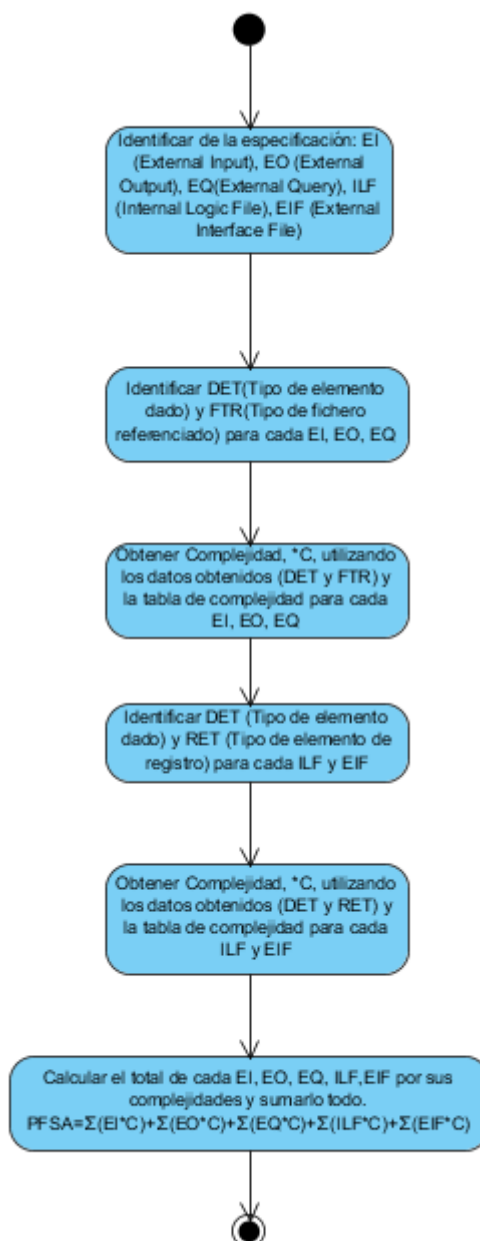 Identificar de la especificación: EI
(External Input), EO (External
Output), EQ(External Query), ILF
(Internal Logic File), EIF (External
Interface File)
Identificar DET(Tipo de elemento
dado) y FTR(Tipo de fichero
referenciado) para cada EI, EO, EQ
Obtener Complejidad, *C, utilizando
los datos obtenidos (DET y FTR) y
la tabla de complejidad para cada
EI, EO, EQ
Identificar DET (Tipo de elemento
dado) y RET (Tipo de elemento de
registro) para cada ILF y EIF
Obtener Complejidad, *C, utilizando
los datos obtenidos (DET y RET) y
la tabla de complejidad para cada
ILF y EIF
Calcular el total de cada EI, EO, EQ, ILF,EIF por sus
complejidades y sumarlo todo.
PFSA=Σ(EI*C)+Σ(EO*C)+Σ(EQ*C)+Σ(ILF*C)+Σ(EIF*C)